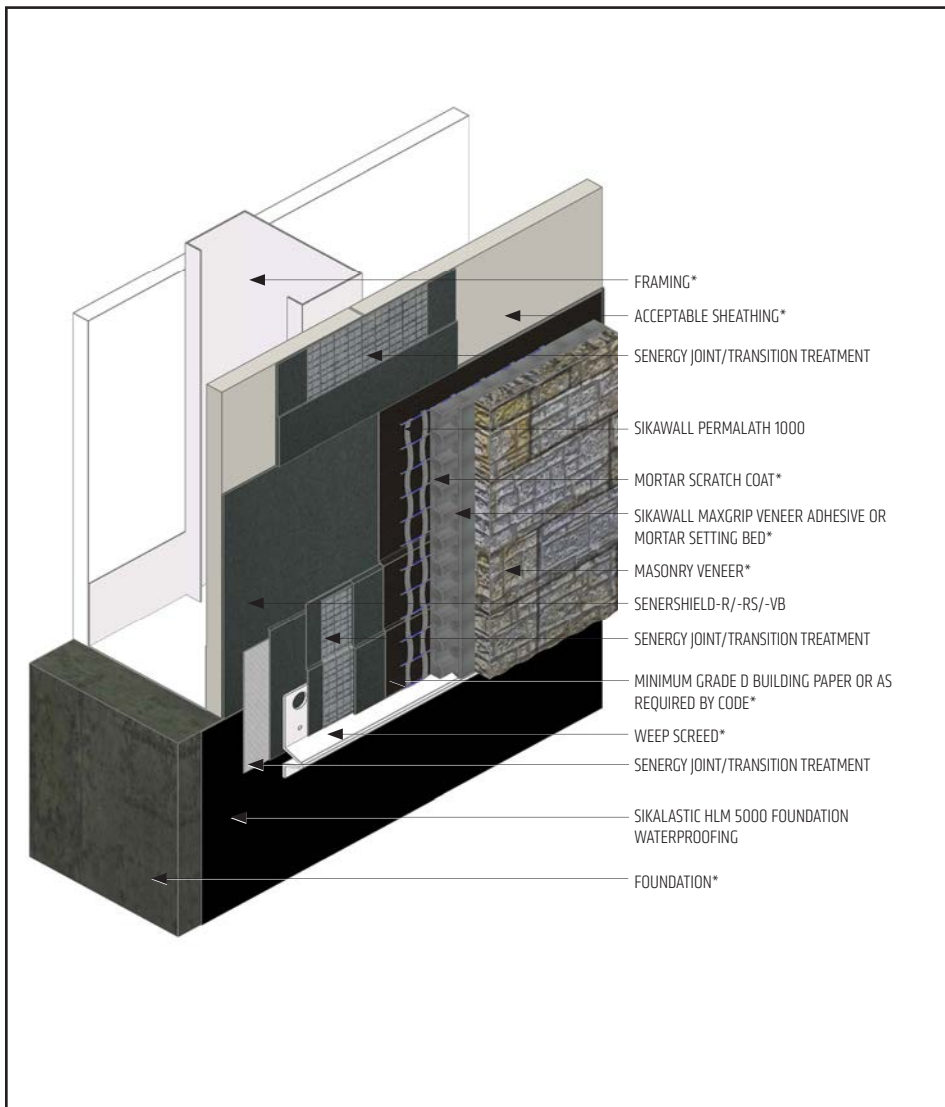 FRAMING*
ACCEPTABLE SHEATHING*
SENERGY JOINT/TRANSITION TREATMENT
SIKAWALL PERMALATH 1000
MORTAR SCRATCH COAT*
SIKAWALL MAXGRIP VENEER ADHESIVE OR
MORTAR SETTING BED*
MASONRY VENEER*
SENERSHIELD-R/-RS/-VB
SENERGY JOINT/TRANSITION TREATMENT
MINIMUM GRADE D BUILDING PAPER OR AS
REQUIRED BY CODE*
WEEP SCREED*
SENERGY JOINT/TRANSITION TREATMENT
SIKALASTIC HLM 5000 FOUNDATION
WATERPROOFING
FOUNDATION*